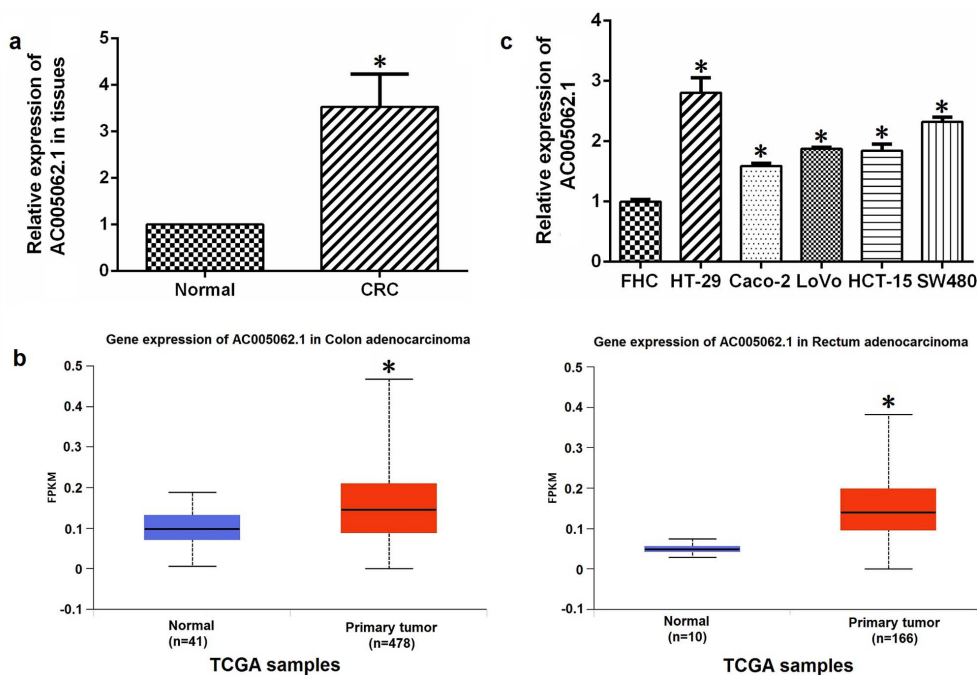 a
Relative expression of
AC005062.1 in tissues
5
4
3
2
1
0
*
Normal
CRC
c
Relative expression of
AC005062.1
4
3
2
1
0
*
*
*
*
*
FHC
HT-29
Caco-2
LoVo
HCT-15
SW480
b
Gene expression of AC005062.1 in Colon adenocarcinoma
FPKM
0.5
0.4
0.3
0.2
0.1
0
-0.1
*
Normal
(n=41)
Primary tumor
(n=478)
TCGA samples
Gene expression of AC005062.1 in Rectum adenocarcinoma
FPKM
0.5
0.4
0.3
0.2
0.1
0
-0.1
*
Normal
(n=10)
Primary tumor
(n=166)
TCGA samples